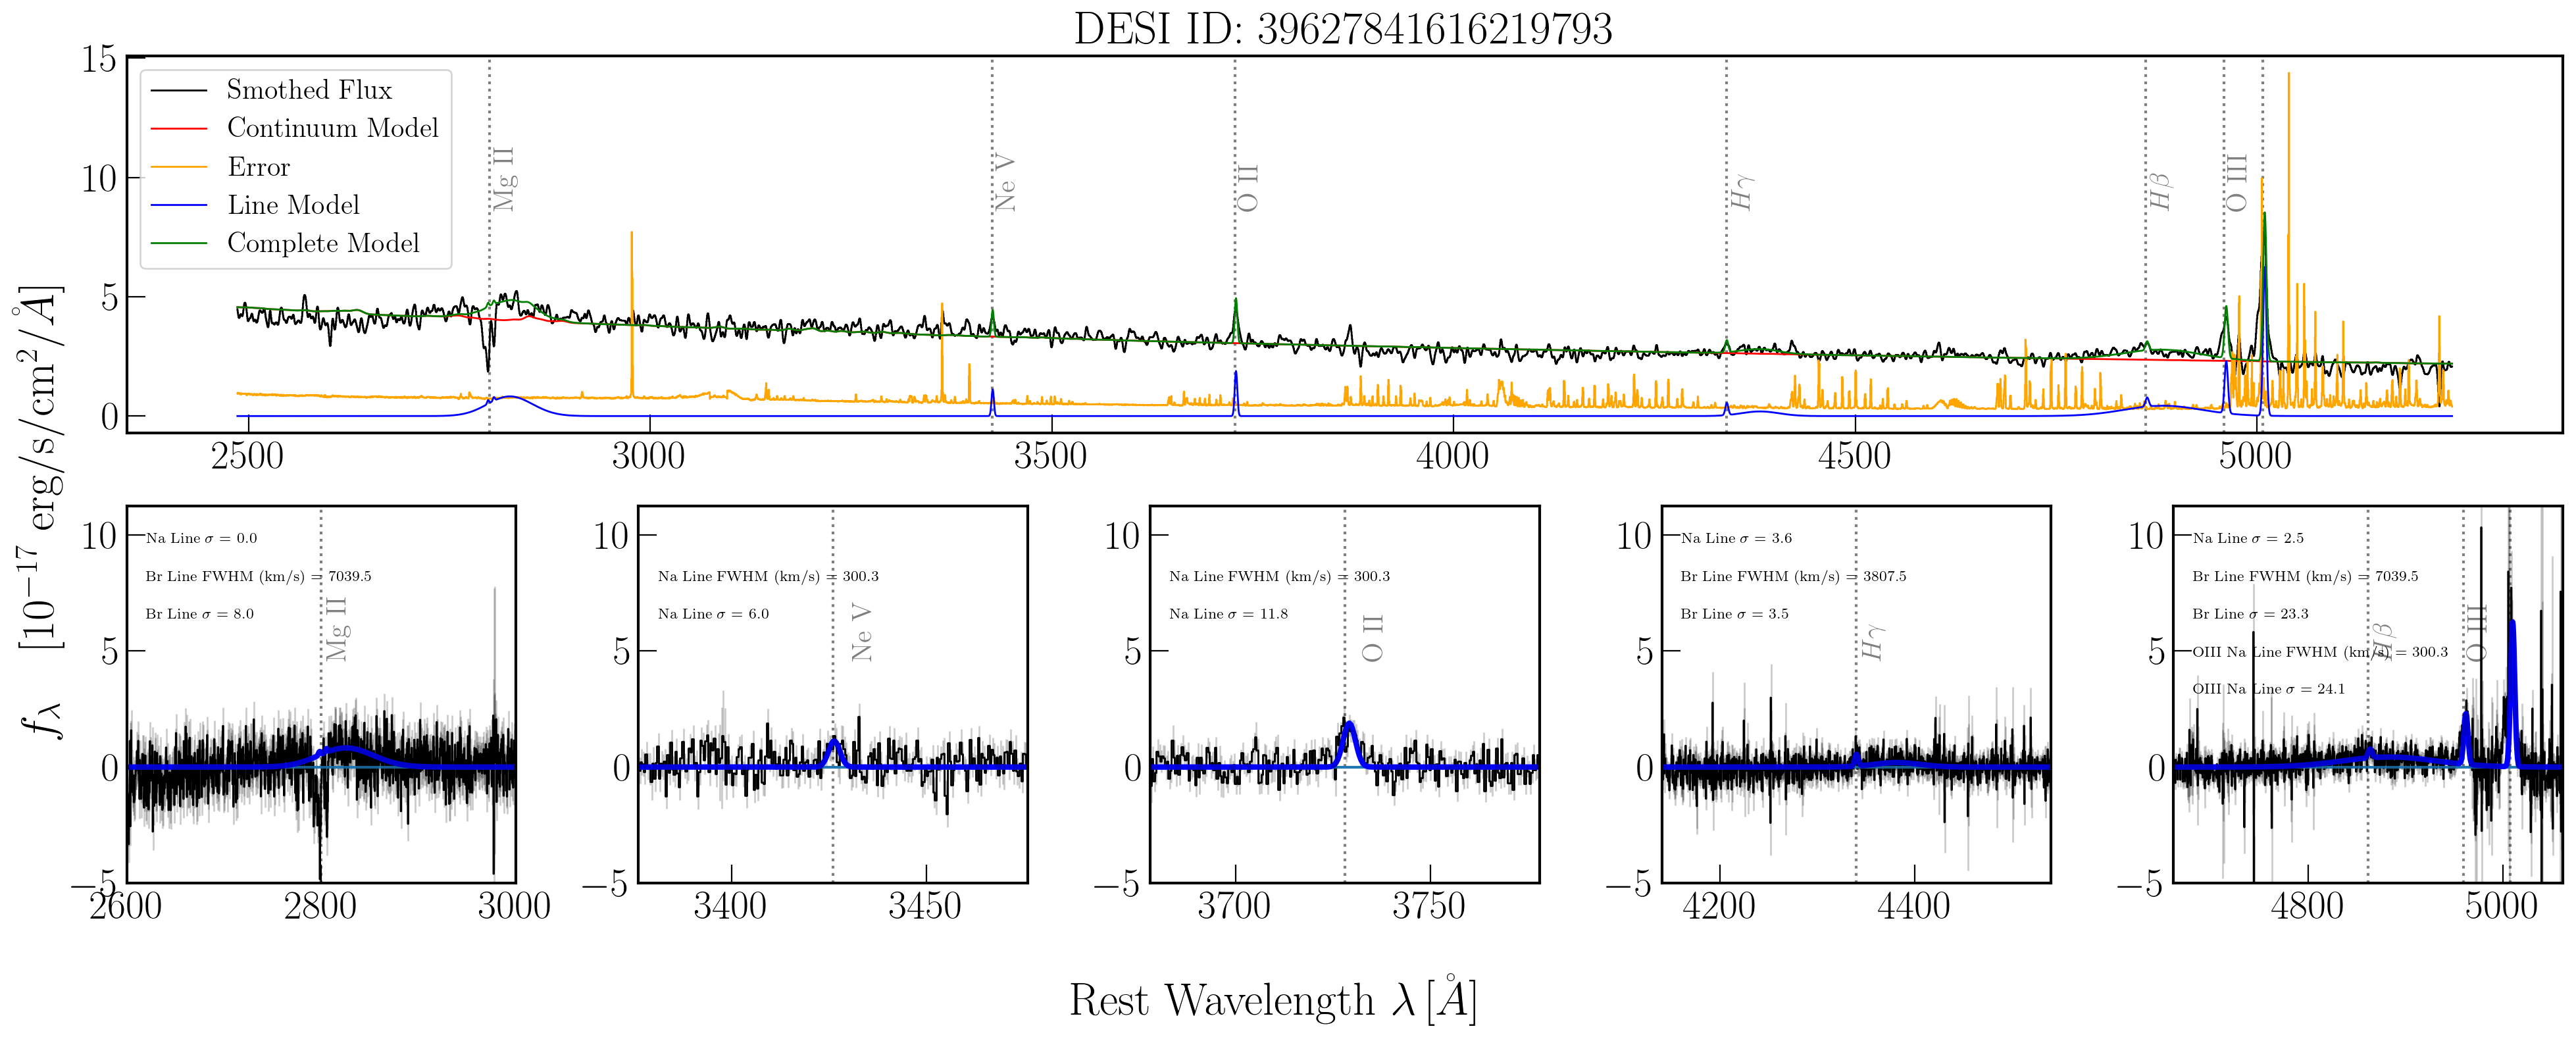 DESI ID: 39627841616219793
15
10
5
0
Smothed Flux
Continuum Model
Error
Line Model
Complete Model
Mg II
Ne V
O II
Hγ
Hβ
O III
2500 3000 3500 4000 4500 5000
f_λ [10⁻¹⁷ erg/s/cm²/Å]
10
5
0
−5
Na Line σ = 0.0
Br Line FWHM (km/s) = 7039.5
Br Line σ = 8.0
Mg II
2600 2800 3000
10
5
0
−5
Na Line FWHM (km/s) = 300.3
Na Line σ = 6.0
Ne V
3400 3450
10
5
0
−5
Na Line FWHM (km/s) = 300.3
Na Line σ = 11.8
O II
3700 3750
10
5
0
−5
Na Line σ = 3.6
Br Line FWHM (km/s) = 3807.5
Br Line σ = 3.5
Hγ
4200 4400
10
5
0
−5
Na Line σ = 2.5
Br Line FWHM (km/s) = 7039.5
Br Line σ = 23.3
OIII Na Line FWHM (km/s) = 300.3
OIII Na Line σ = 24.1
Hβ
O III
4800 5000
Rest Wavelength λ [Å]